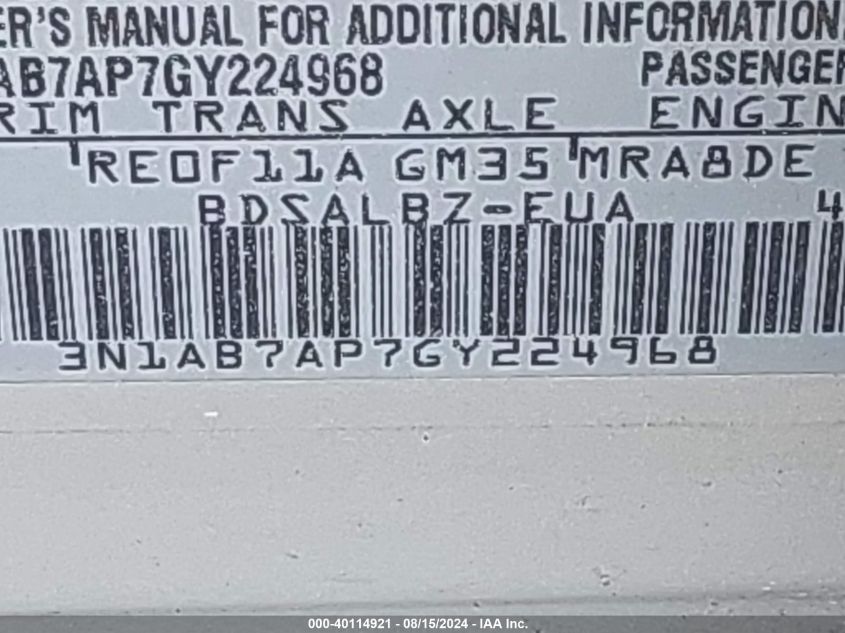 ER'S MANUAL FOR ADDITIONAL INFORMATION.
AB7AP7GY224968 PASSENGER
RIM TRANS AXLE ENGIN
RE0F11A GM35 MRA8DE
BDSALBZ-EUA 4
3N1AB7AP7GY224968
000-40114921 - 08/15/2024 - IAA Inc.